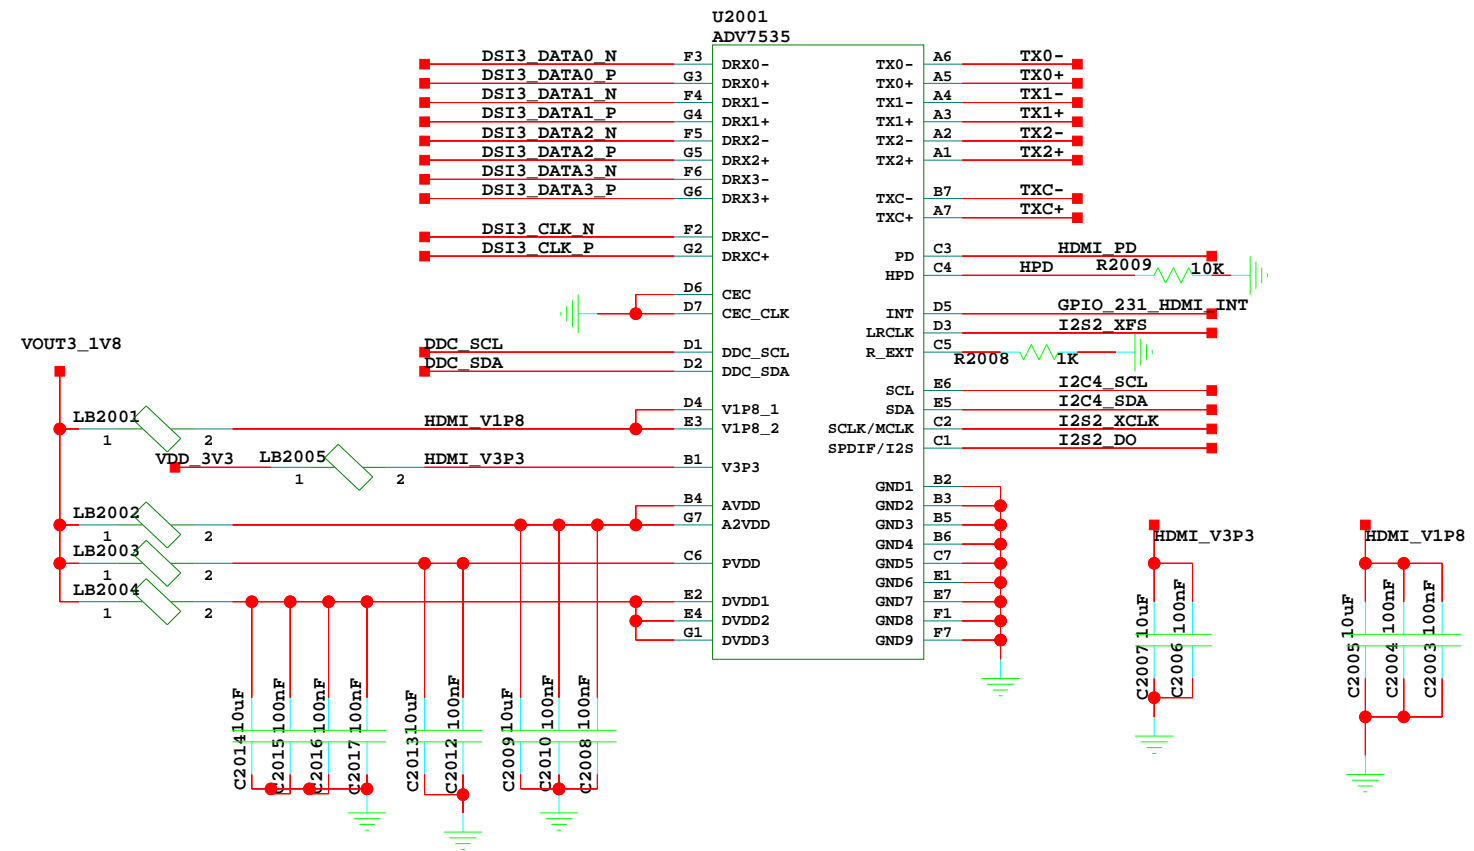 U2001
ADV7535
DSI3_DATA0_N F3 DRX0- TX0- A6 TX0-
DSI3_DATA0_P G3 DRX0+ TX0+ A5 TX0+
DSI3_DATA1_N F4 DRX1- TX1- A4 TX1-
DSI3_DATA1_P G4 DRX1+ TX1+ A3 TX1+
DSI3_DATA2_N F5 DRX2- TX2- A2 TX2-
DSI3_DATA2_P G5 DRX2+ TX2+ A1 TX2+
DSI3_DATA3_N F6 DRX3-
DSI3_DATA3_P G6 DRX3+ TXC- B7 TXC-
TXC+ A7 TXC+
DSI3_CLK_N F2 DRXC-
DSI3_CLK_P G2 DRXC+ PD C3 HDMI_PD
HPD C4 HPD R2009 10K
D6 CEC
D7 CEC_CLK INT D5 GPIO_231_HDMI_INT
LRCLK D3 I2S2_XFS
VOUT3_1V8 DDC_SCL D1 DDC_SCL R_EXT C5 R2008 1K
DDC_SDA D2 DDC_SDA
SCL E6 I2C4_SCL
D4 V1P8_1 SDA E5 I2C4_SDA
LB2001 1 2 HDMI_V1P8 E3 V1P8_2 SCLK/MCLK C2 I2S2_XCLK
SPDIF/I2S C1 I2S2_DO
VDD_3V3 LB2005 1 2 HDMI_V3P3 B1 V3P3
GND1 B2
B4 AVDD GND2 B3
LB2002 1 2 G7 A2VDD GND3 B5 HDMI_V3P3 HDMI_V1P8
GND4 B6
LB2003 1 2 C6 PVDD GND5 C7
GND6 E1
LB2004 1 2 E2 DVDD1 GND7 E7
E4 DVDD2 GND8 F1
G1 DVDD3 GND9 F7
C2007 10uF
C2006 100nF
C2005 10uF
C2004 100nF
C2003 100nF
C2014 10uF
C2015 100nF
C2016 100nF
C2017 100nF
C2013 10uF
C2012 100nF
C2009 10uF
C2010 100nF
C2008 100nF